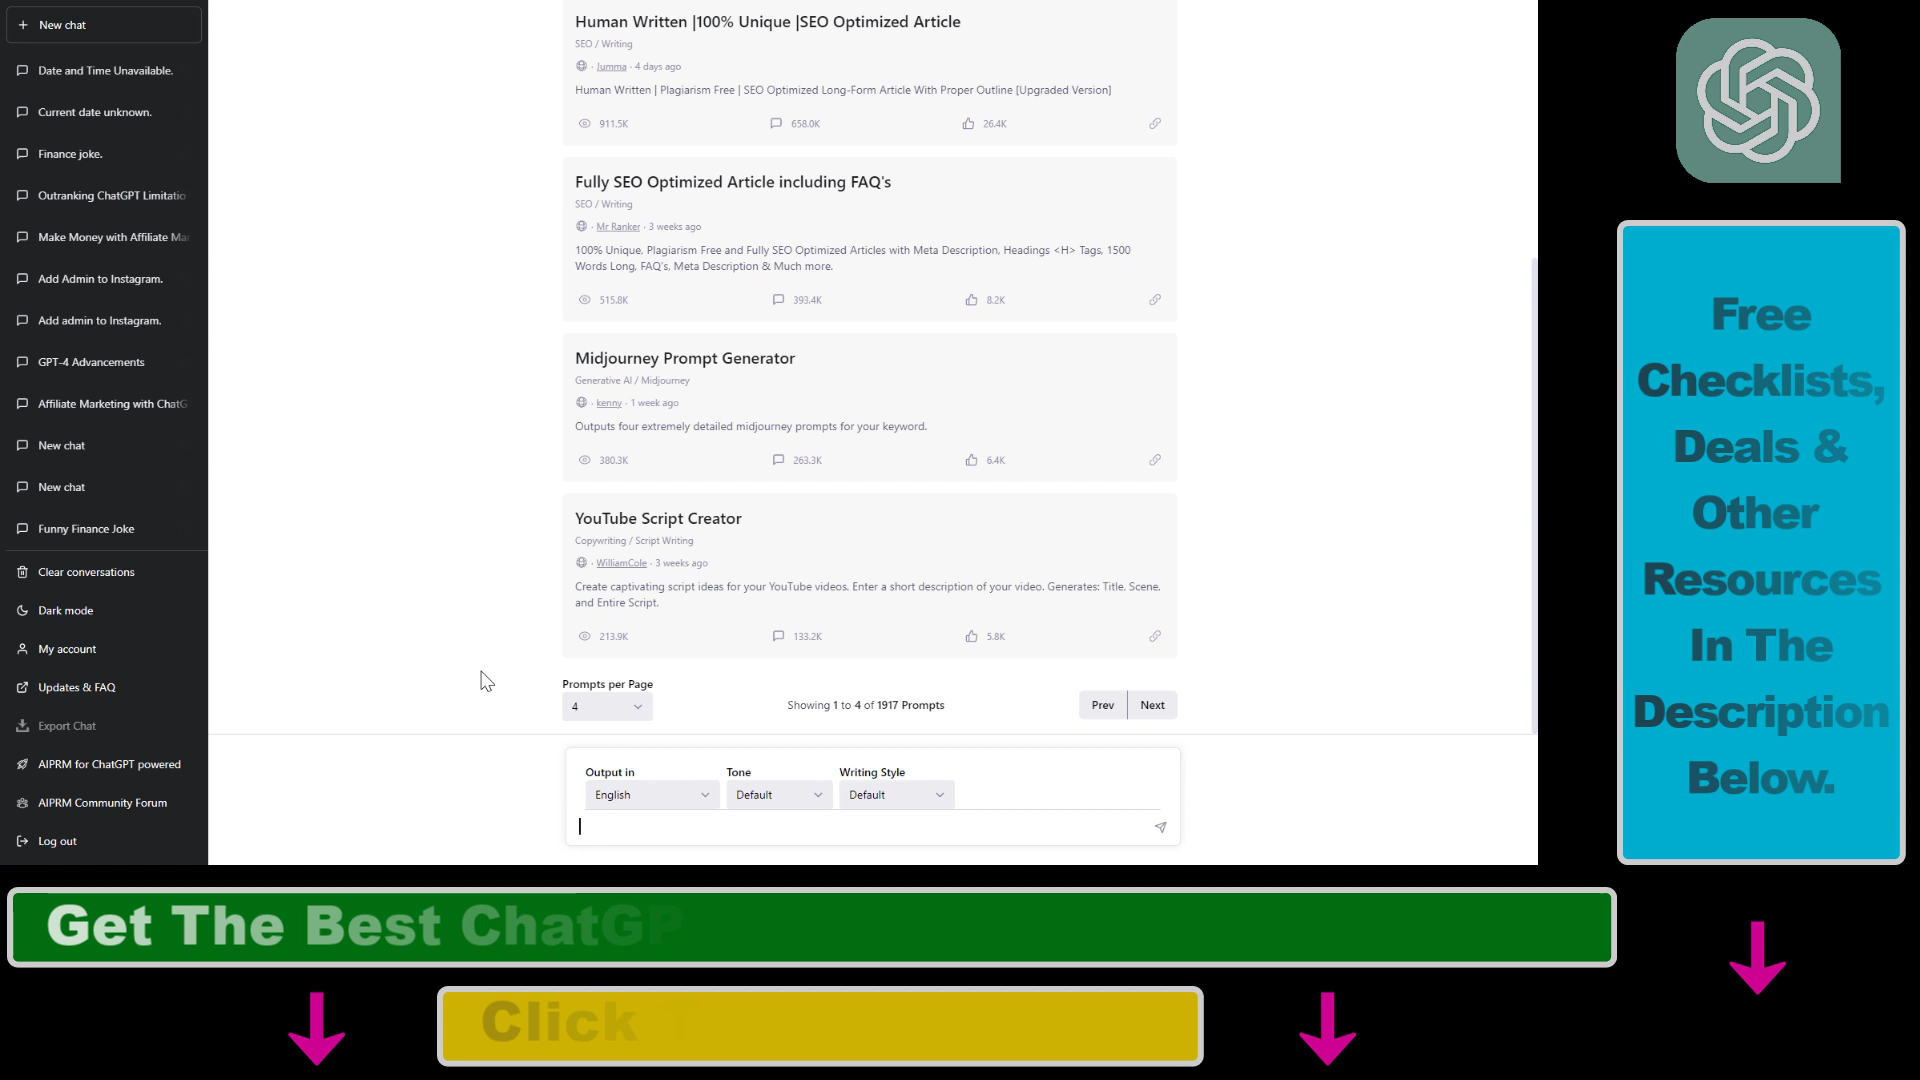 New chat
Date and Time Unavailable.
Current date unknown.
Finance joke.
Outranking ChatGPT Limitatio
Make Money with Affiliate Mar
Add Admin to Instagram.
Add admin to Instagram.
GPT-4 Advancements
Affiliate Marketing with ChatG
New chat
New chat
Funny Finance Joke
Clear conversations
Dark mode
My account
Updates & FAQ
Export Chat
AIPRM for ChatGPT powered
AIPRM Community Forum
Log out
Human Written |100% Unique |SEO Optimized Article
SEO / Writing
· Jumma · 4 days ago
Human Written | Plagiarism Free | SEO Optimized Long-Form Article With Proper Outline [Upgraded Version]
911.5K 658.0K 26.4K
Fully SEO Optimized Article including FAQ's
SEO / Writing
· Mr Ranker · 3 weeks ago
100% Unique, Plagiarism Free and Fully SEO Optimized Articles with Meta Description, Headings <H> Tags, 1500
Words Long, FAQ's, Meta Description & Much more.
515.8K 393.4K 8.2K
Midjourney Prompt Generator
Generative AI / Midjourney
· kenny · 1 week ago
Outputs four extremely detailed midjourney prompts for your keyword.
380.3K 263.3K 6.4K
YouTube Script Creator
Copywriting / Script Writing
· WilliamCole · 3 weeks ago
Create captivating script ideas for your YouTube videos. Enter a short description of your video. Generates: Title, Scene,
and Entire Script.
213.9K 133.2K 5.8K
Prompts per Page
4
Showing 1 to 4 of 1917 Prompts
Prev Next
Output in Tone Writing Style
English Default Default
Free
Checklists,
Deals &
Other
Resources
In The
Description
Below.
Get The Best ChatGP
Click